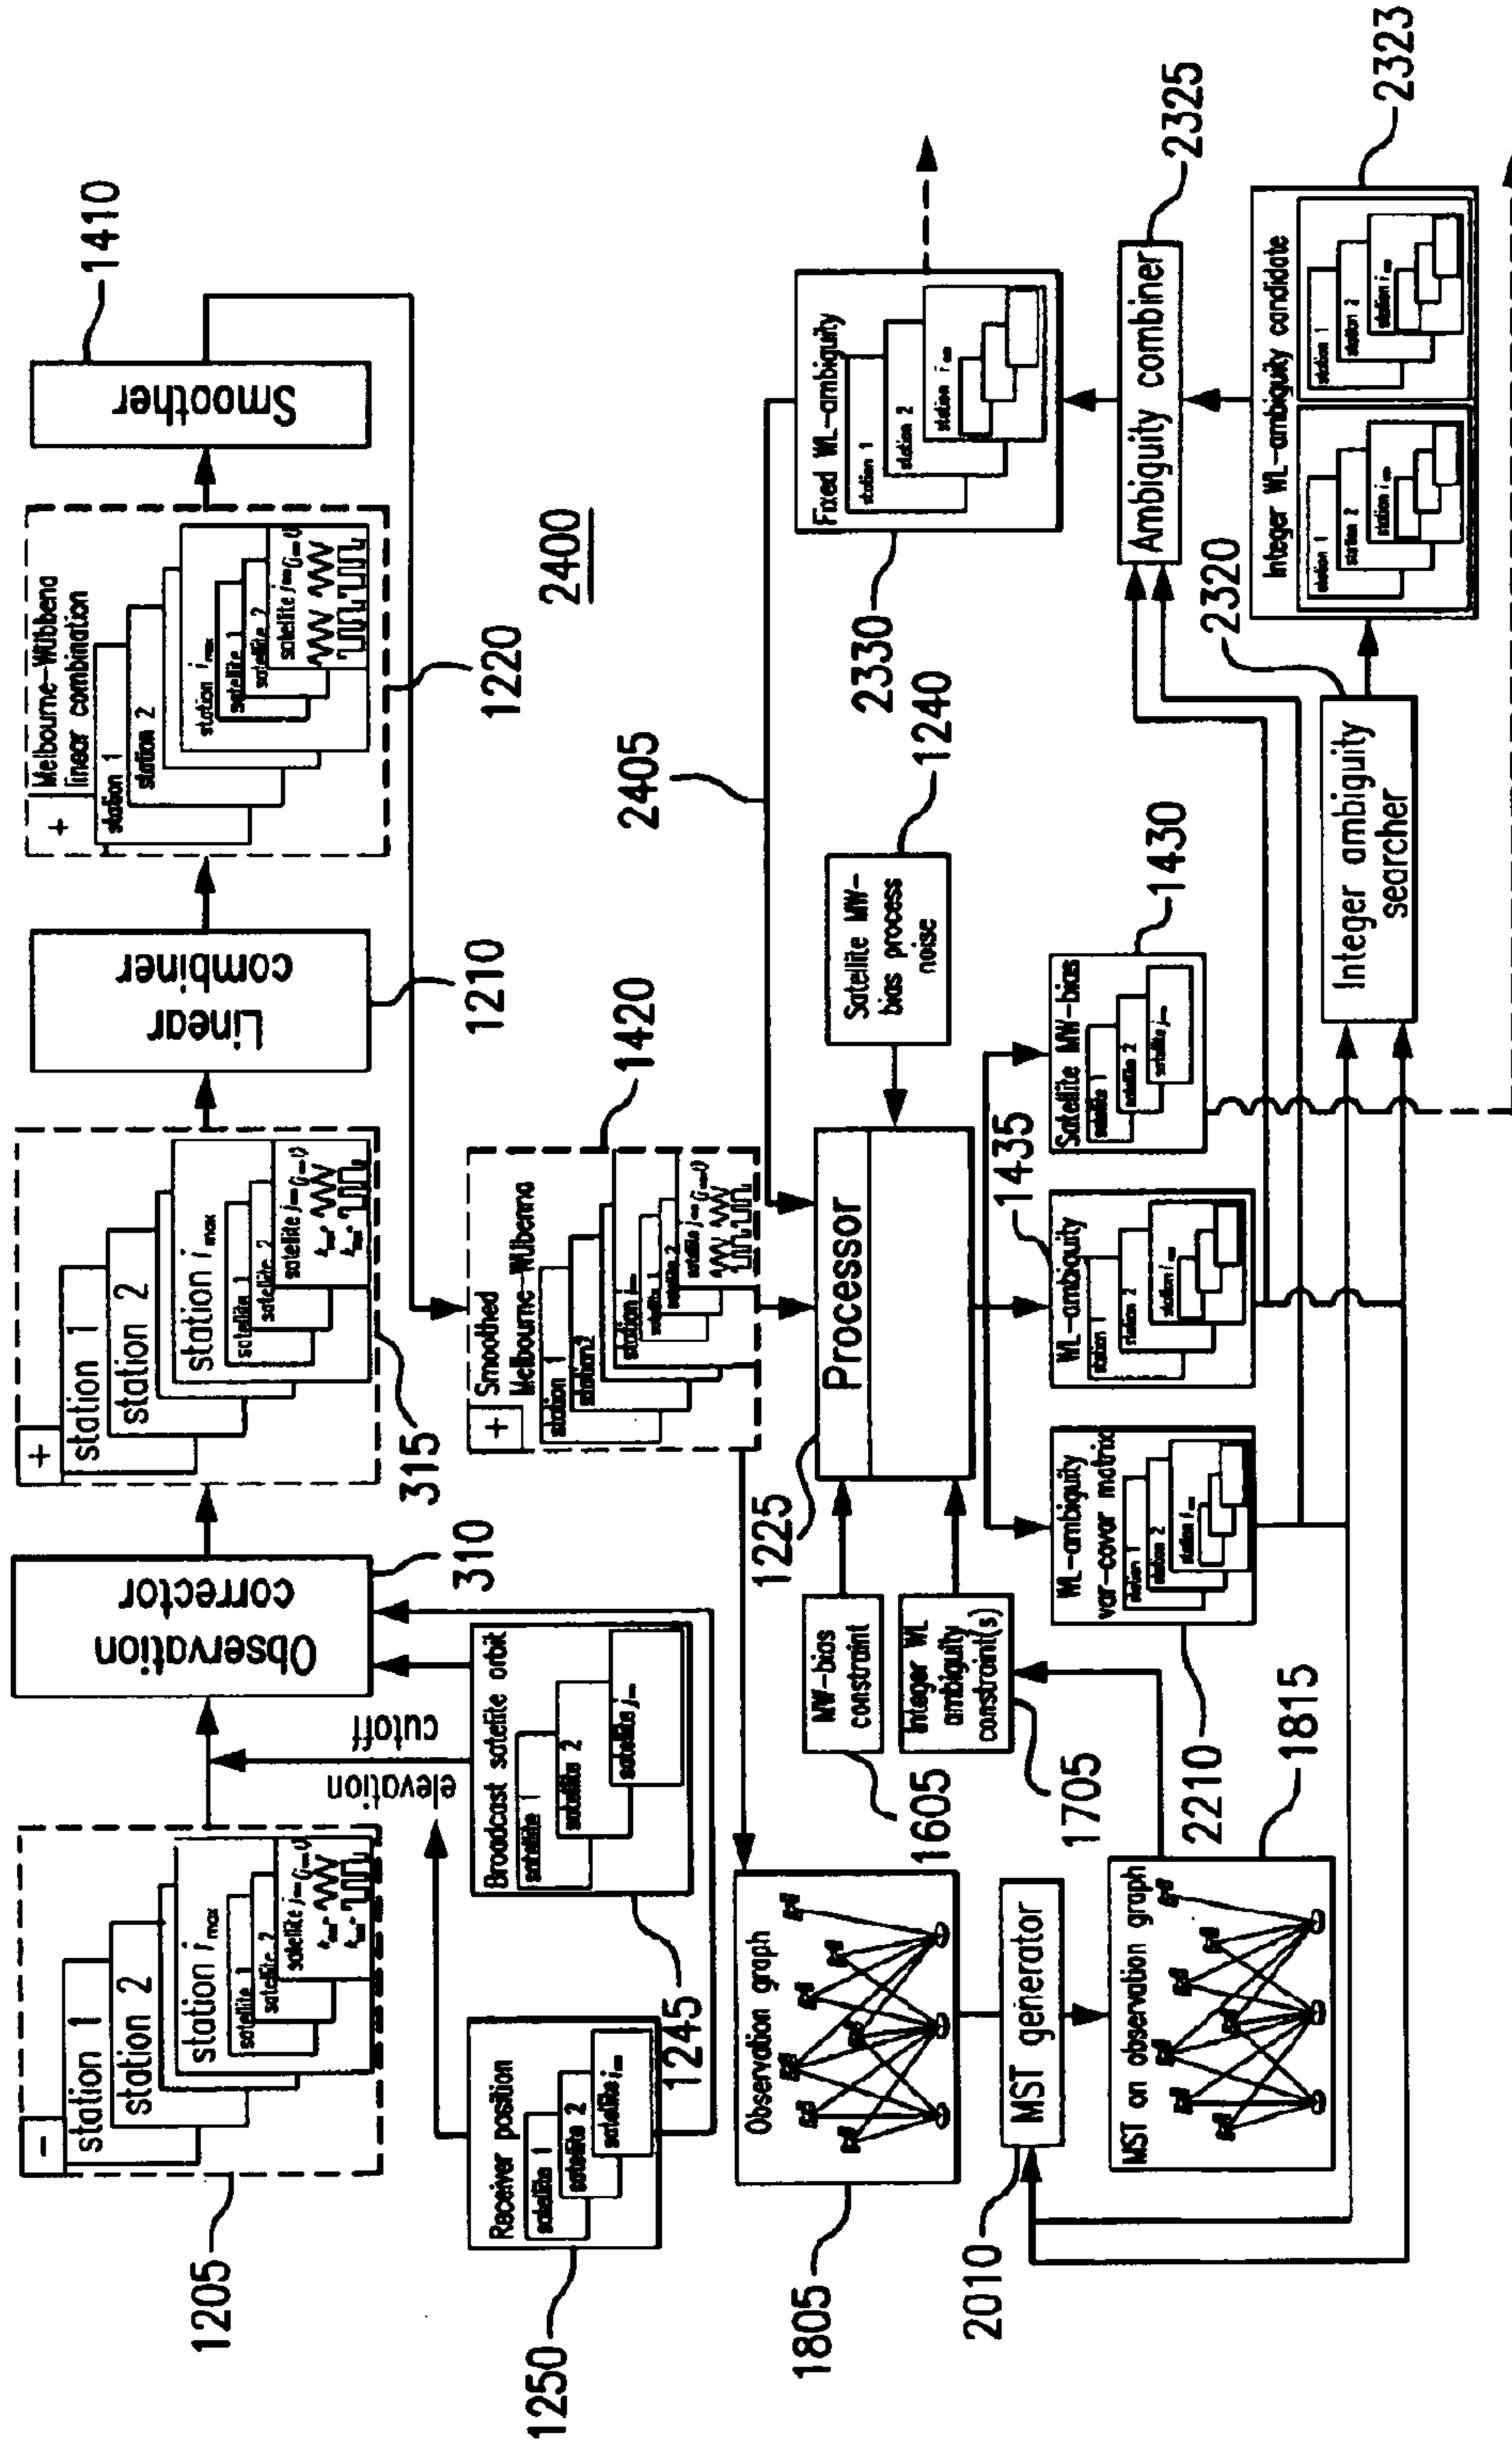 1205
−
station 1
station 2
station i max
satellite 1
satellite 2
elevation
cutoff
Observation
corrector
310
+
station 1
station 2
station i max
satellite 1
satellite 2
315
Linear
combiner
1210
+
Melbourne-Wübbena
linear combination
station 1
station 2
station i max
satellite 1
satellite 2
1220
Smoother
1410
1250
Receiver position
satellite 1
satellite 2
1245
Broadcast satellite orbit
satellite 1
satellite 2
2400
+
Smoothed
Melbourne-Wübenna
station 1
station2
1420
2405
1805
Observation graph
2010
MST generator
MST on observation graph
1815
1605
MW-bias
constraint
1705
Integer WL
ambiguity
constraint(s)
1225
Processor
Satellite MW-
bias process
noise
1240
2210
WL-ambiguity
var-covar matrix
station 1
station 2
1435
WL-ambiguity
station 1
station 2
1430
Satellite MW-bias
satellite 1
satellite 2
2330
Fixed WL-ambiguity
station 1
station 2
2325
Ambiguity combiner
2320
Integer ambiguity
searcher
2323
Integer WL-ambiguity candidate
station 1
station 2
station 1
station 2